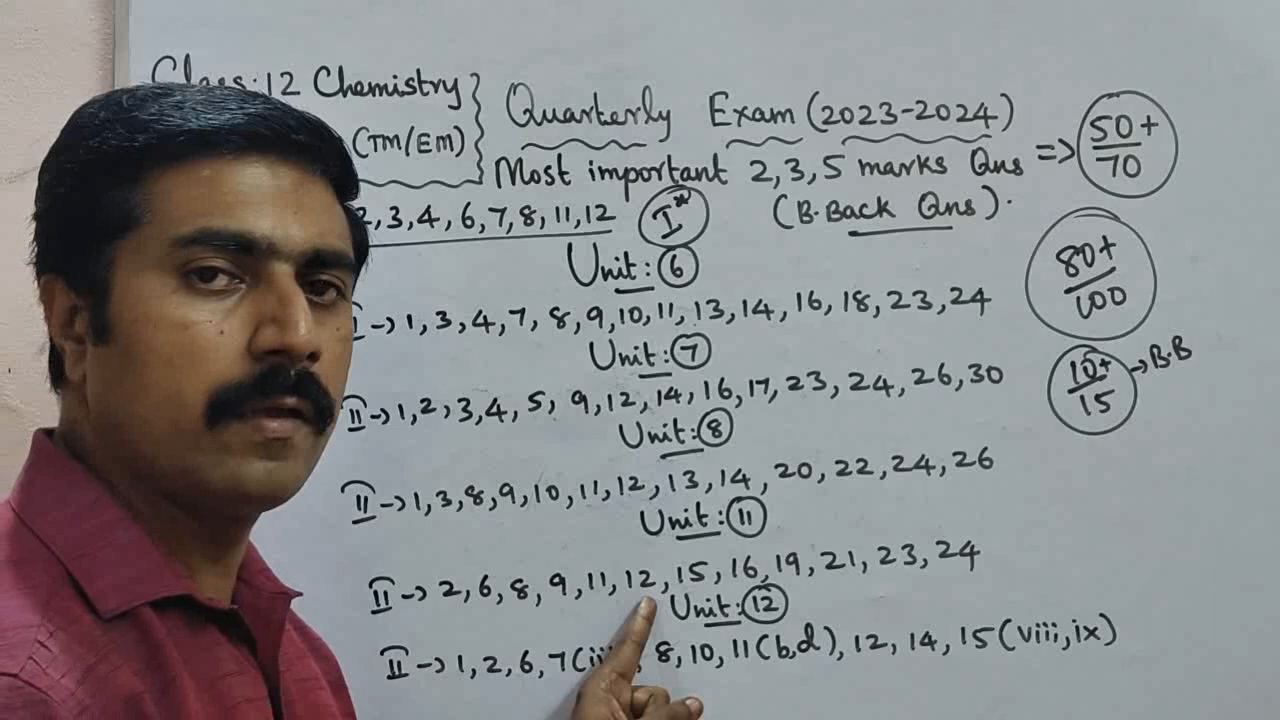 Class:12 Chemistry
(TM/EM)
Quarterly Exam (2023-2024)
Most important 2,3,5 marks Qns => 50+/70
(B.Back Qns).
2,3,4,6,7,8,11,12 I*
80+/100
Unit: 6
→ 1,3,4,7,8,9,10,11,13,14,16,18,23,24
Unit: 7
10+/15 → B.B
II → 1,2,3,4,5,9,12,14,16,17,23,24,26,30
Unit: 8
II → 1,3,8,9,10,11,12,13,14,20,22,24,26
Unit: 11
II → 2,6,8,9,11,12,15,16,19,21,23,24
Unit: 12
II → 1,2,6,7(iii 8,10,11(b,d),12,14,15(viii,ix)